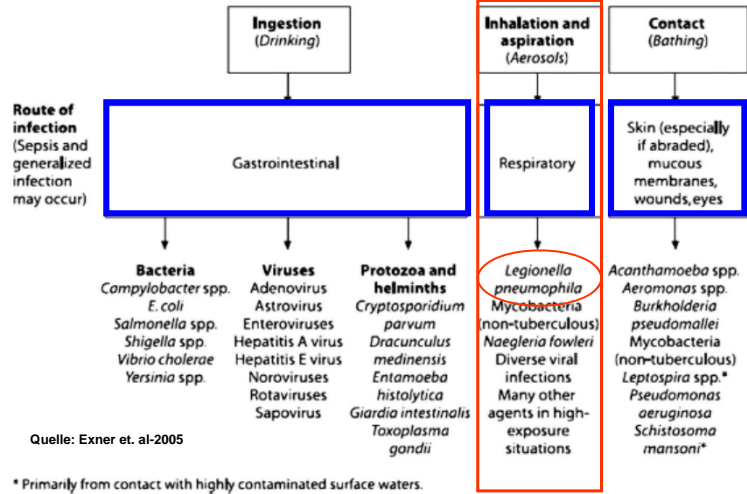 Ingestion
(Drinking)
Inhalation and
aspiration
(Aerosols)
Contact
(Bathing)
Route of
infection
(Sepsis and
generalized
infection
may occur)
Gastrointestinal
Respiratory
Skin (especially
if abraded),
mucous
membranes,
wounds, eyes
Bacteria
Campylobacter spp.
E. coli
Salmonella spp.
Shigella spp.
Vibrio cholerae
Yersinia spp.
Viruses
Adenovirus
Astrovirus
Enteroviruses
Hepatitis A virus
Hepatitis E virus
Noroviruses
Rotaviruses
Sapovirus
Protozoa and
helminths
Cryptosporidium
parvum
Dracunculus
medinensis
Entamoeba
histolytica
Giardia intestinalis
Toxoplasma
gondii
Legionella
pneumophila
Mycobacteria
(non-tuberculous)
Naegleria fowleri
Diverse viral
infections
Many other
agents in high-
exposure
situations
Acanthamoeba spp.
Aeromonas spp.
Burkholderia
pseudomallei
Mycobacteria
(non-tuberculous)
Leptospira spp.*
Pseudomonas
aeruginosa
Schistosoma
mansoni*
Quelle: Exner et. al-2005
* Primarily from contact with highly contaminated surface waters.